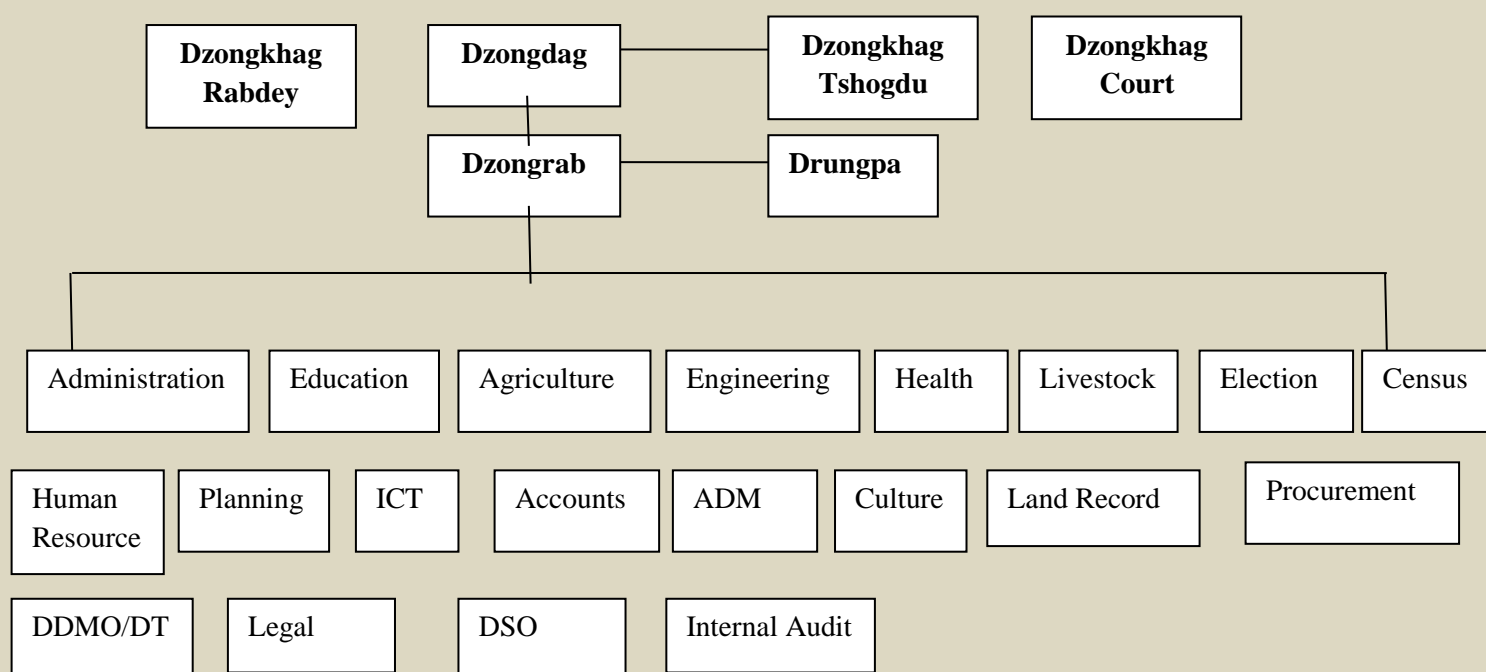 Dzongkhag
Rabdey
Dzongdag
Dzongkhag
Tshogdu
Dzongkhag
Court
Dzongrab
Drungpa
Administration
Education
Agriculture
Engineering
Health
Livestock
Election
Census
Human
Resource
Planning
ICT
Accounts
ADM
Culture
Land Record
Procurement
DDMO/DT
Legal
DSO
Internal Audit